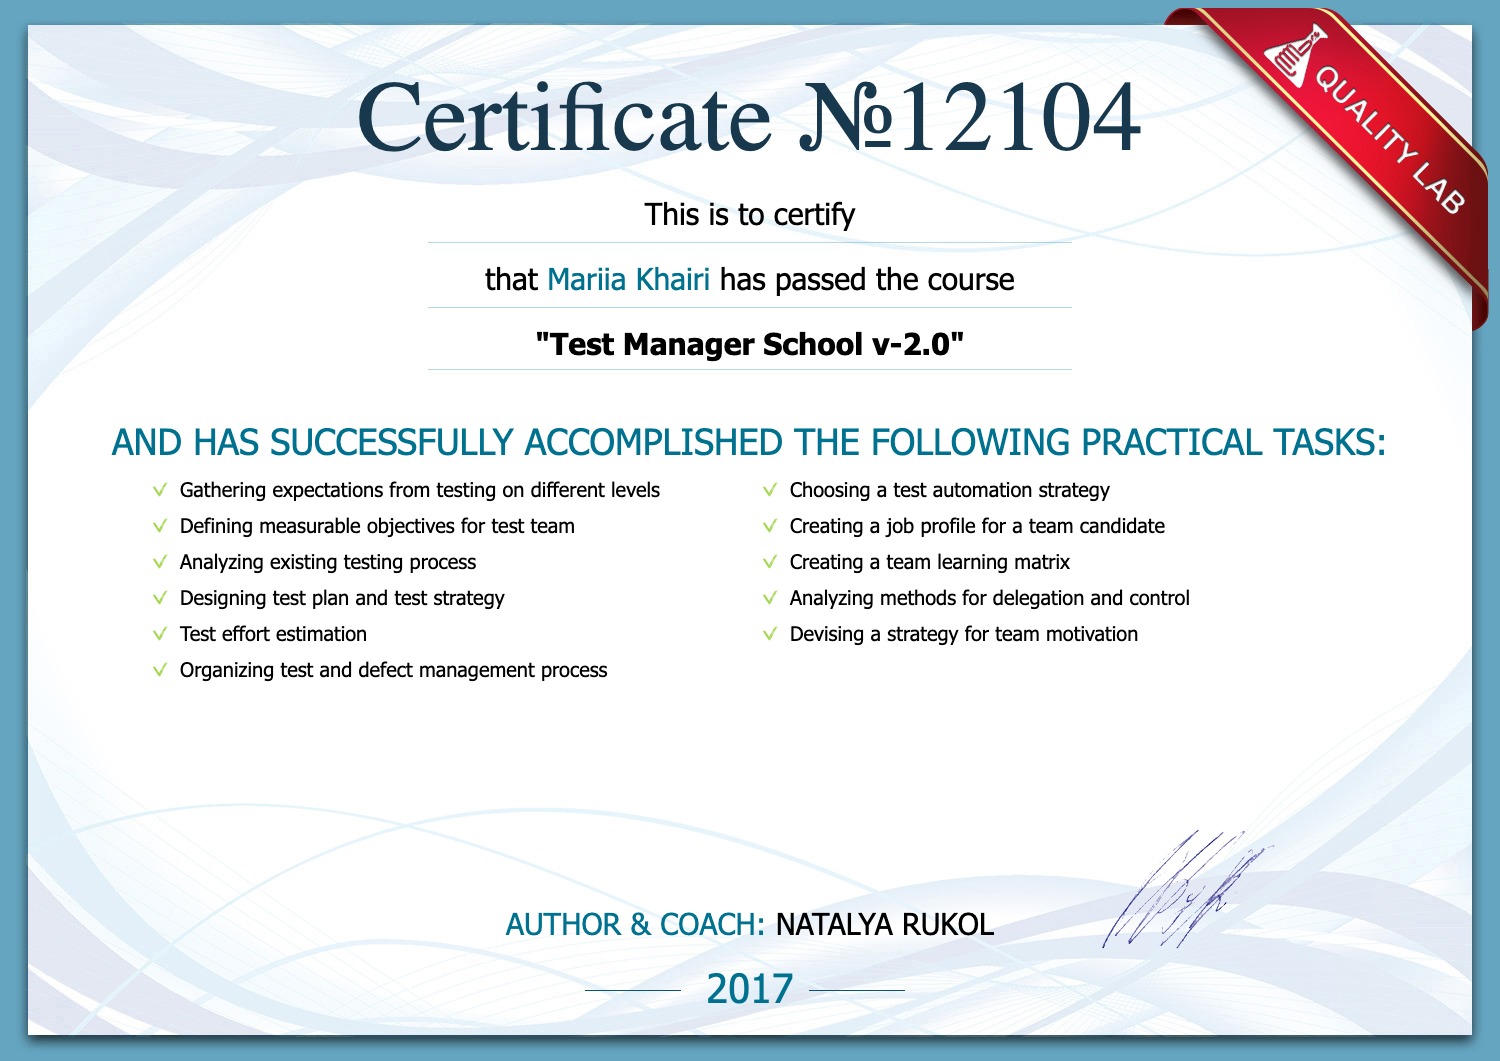 Certificate №12104
QUALITY LAB
This is to certify
that Mariia Khairi has passed the course
"Test Manager School v-2.0"
AND HAS SUCCESSFULLY ACCOMPLISHED THE FOLLOWING PRACTICAL TASKS:
Gathering expectations from testing on different levels
Defining measurable objectives for test team
Analyzing existing testing process
Designing test plan and test strategy
Test effort estimation
Organizing test and defect management process
Choosing a test automation strategy
Creating a job profile for a team candidate
Creating a team learning matrix
Analyzing methods for delegation and control
Devising a strategy for team motivation
AUTHOR & COACH: NATALYA RUKOL
2017